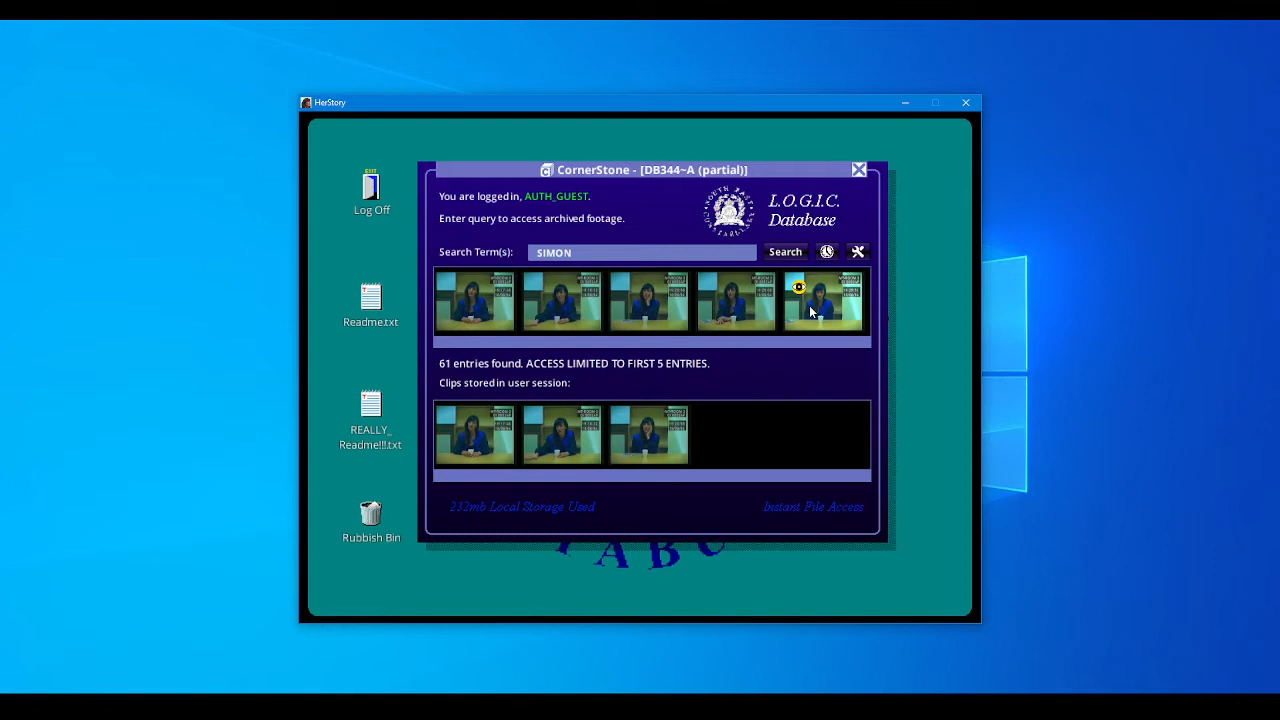 HerStory
CornerStone - [DB344~A (partial)]
You are logged in, AUTH_GUEST.
Enter query to access archived footage.
L.O.G.I.C.
Database
Search Term(s):
SIMON
Search
61 entries found. ACCESS LIMITED TO FIRST 5 ENTRIES.
Clips stored in user session:
232mb Local Storage Used
Instant File Access
EXIT
Log Off
Readme.txt
REALLY_
Readme!!!.txt
Rubbish Bin